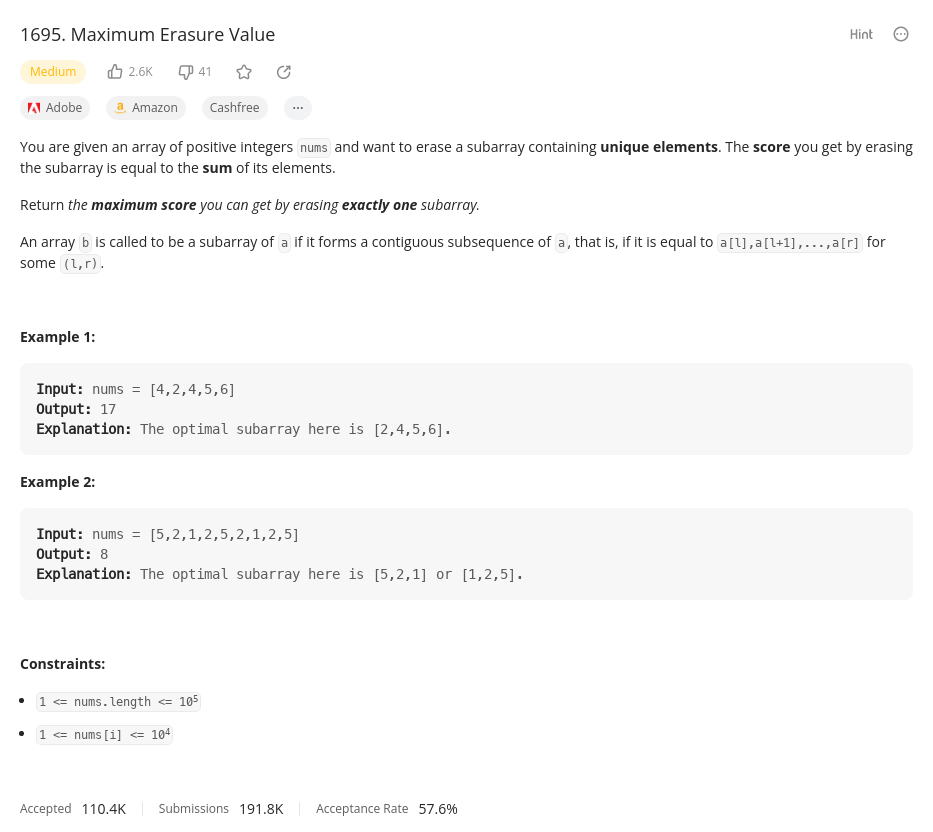 1695. Maximum Erasure Value
Hint
Medium 2.6K 41
Adobe Amazon Cashfree ...
You are given an array of positive integers nums and want to erase a subarray containing unique elements. The score you get by erasing
the subarray is equal to the sum of its elements.
Return the maximum score you can get by erasing exactly one subarray.
An array b is called to be a subarray of a if it forms a contiguous subsequence of a, that is, if it is equal to a[l],a[l+1],...,a[r] for
some (l,r).
Example 1:
Input: nums = [4,2,4,5,6]
Output: 17
Explanation: The optimal subarray here is [2,4,5,6].
Example 2:
Input: nums = [5,2,1,2,5,2,1,2,5]
Output: 8
Explanation: The optimal subarray here is [5,2,1] or [1,2,5].
Constraints:
• 1 <= nums.length <= 10⁵
• 1 <= nums[i] <= 10⁴
Accepted 110.4K Submissions 191.8K Acceptance Rate 57.6%